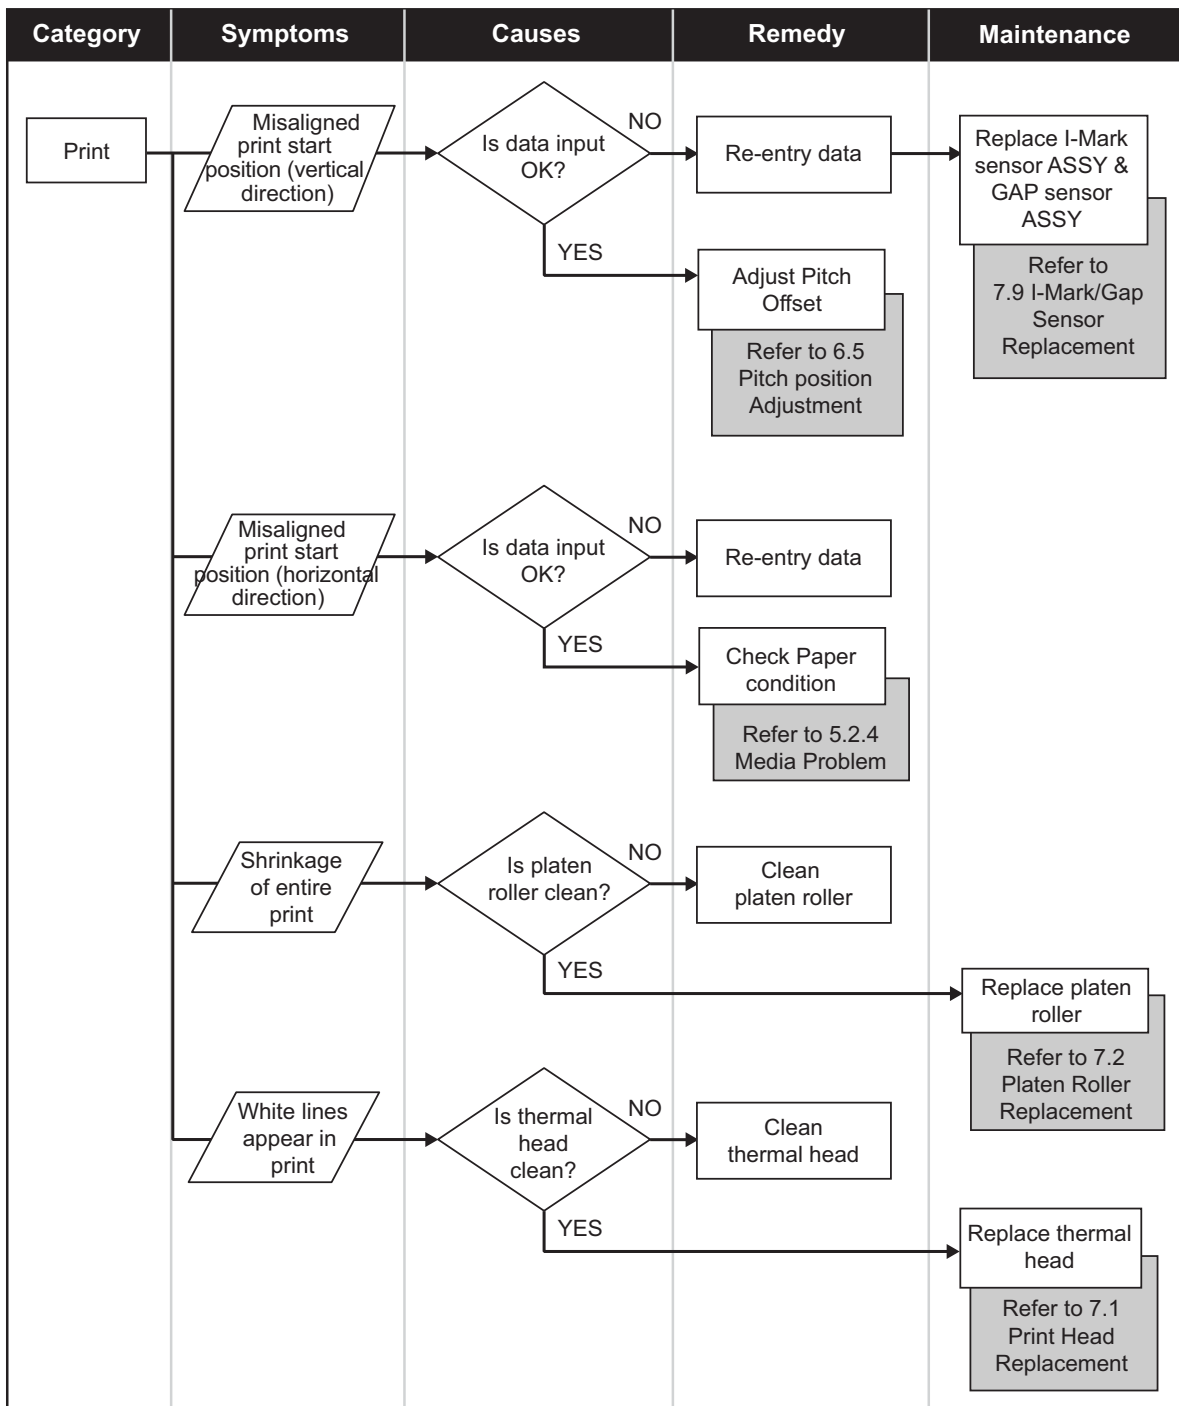 Category
Symptoms
Causes
Remedy
Maintenance
Print
Misaligned
print start
position (vertical
direction)
Is data input
OK?
NO
Re-entry data
Replace I-Mark
sensor ASSY &
GAP sensor
ASSY
Refer to
7.9 I-Mark/Gap
Sensor
Replacement
YES
Adjust Pitch
Offset
Refer to 6.5
Pitch position
Adjustment
Misaligned
print start
position (horizontal
direction)
Is data input
OK?
NO
Re-entry data
YES
Check Paper
condition
Refer to 5.2.4
Media Problem
Shrinkage
of entire
print
Is platen
roller clean?
NO
Clean
platen roller
YES
Replace platen
roller
Refer to 7.2
Platen Roller
Replacement
White lines
appear in
print
Is thermal
head
clean?
NO
Clean
thermal head
YES
Replace thermal
head
Refer to 7.1
Print Head
Replacement